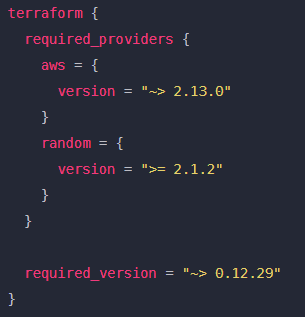 terraform {
  required_providers {
    aws = {
      version = "~> 2.13.0"
    }
    random = {
      version = ">= 2.1.2"
    }
  }

  required_version = "~> 0.12.29"
}